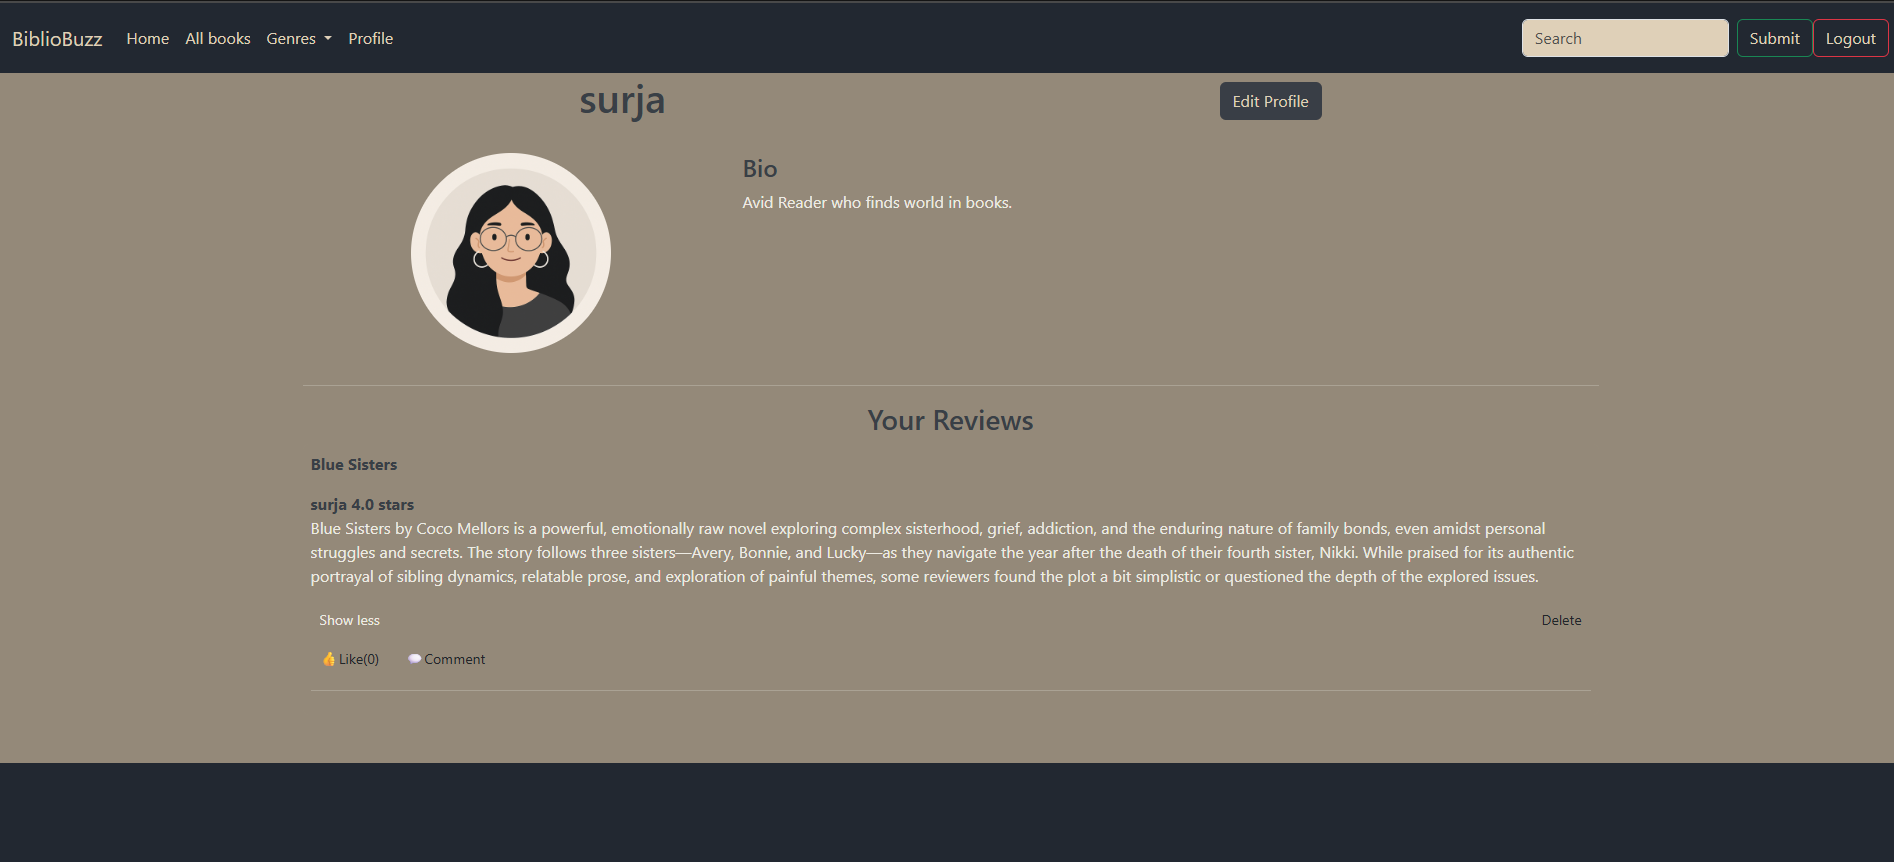 BiblioBuzz Home All books Genres Profile Search Submit Logout
surja Edit Profile
Bio
Avid Reader who finds world in books.
Your Reviews
Blue Sisters
surja 4.0 stars
Blue Sisters by Coco Mellors is a powerful, emotionally raw novel exploring complex sisterhood, grief, addiction, and the enduring nature of family bonds, even amidst personal
struggles and secrets. The story follows three sisters—Avery, Bonnie, and Lucky—as they navigate the year after the death of their fourth sister, Nikki. While praised for its authentic
portrayal of sibling dynamics, relatable prose, and exploration of painful themes, some reviewers found the plot a bit simplistic or questioned the depth of the explored issues.
Show less Delete
👍Like(0) 💬Comment